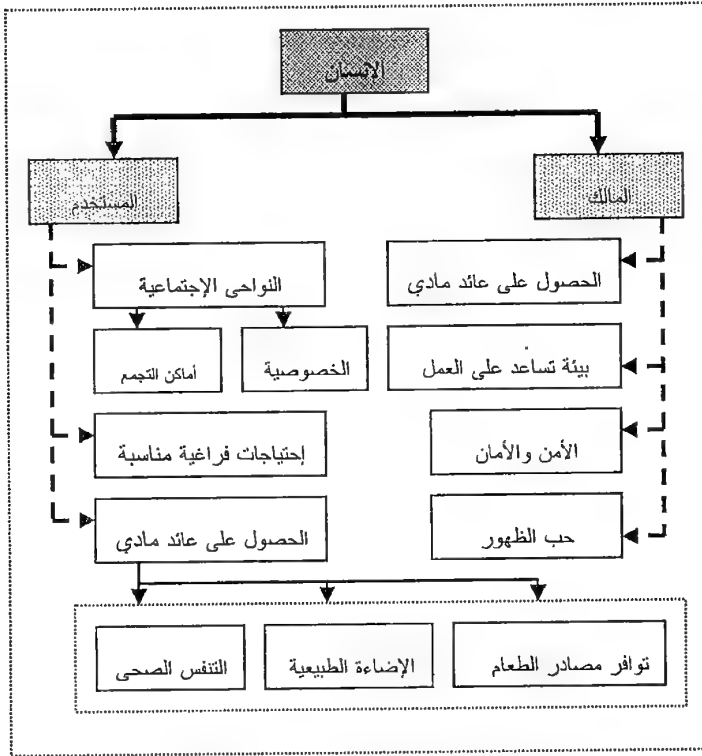 الإنسان
المالك
المستخدم
الحصول على عائد مادي
النواحى الإجتماعية
بيئة تساعد على العمل
الخصوصية
أماكن التجمع
الأمن والأمان
إحتياجات فراغية مناسبة
حب الظهور
الحصول على عائد مادي
توافر مصادر الطعام
الإضاءة الطبيعية
التنفس الصحى